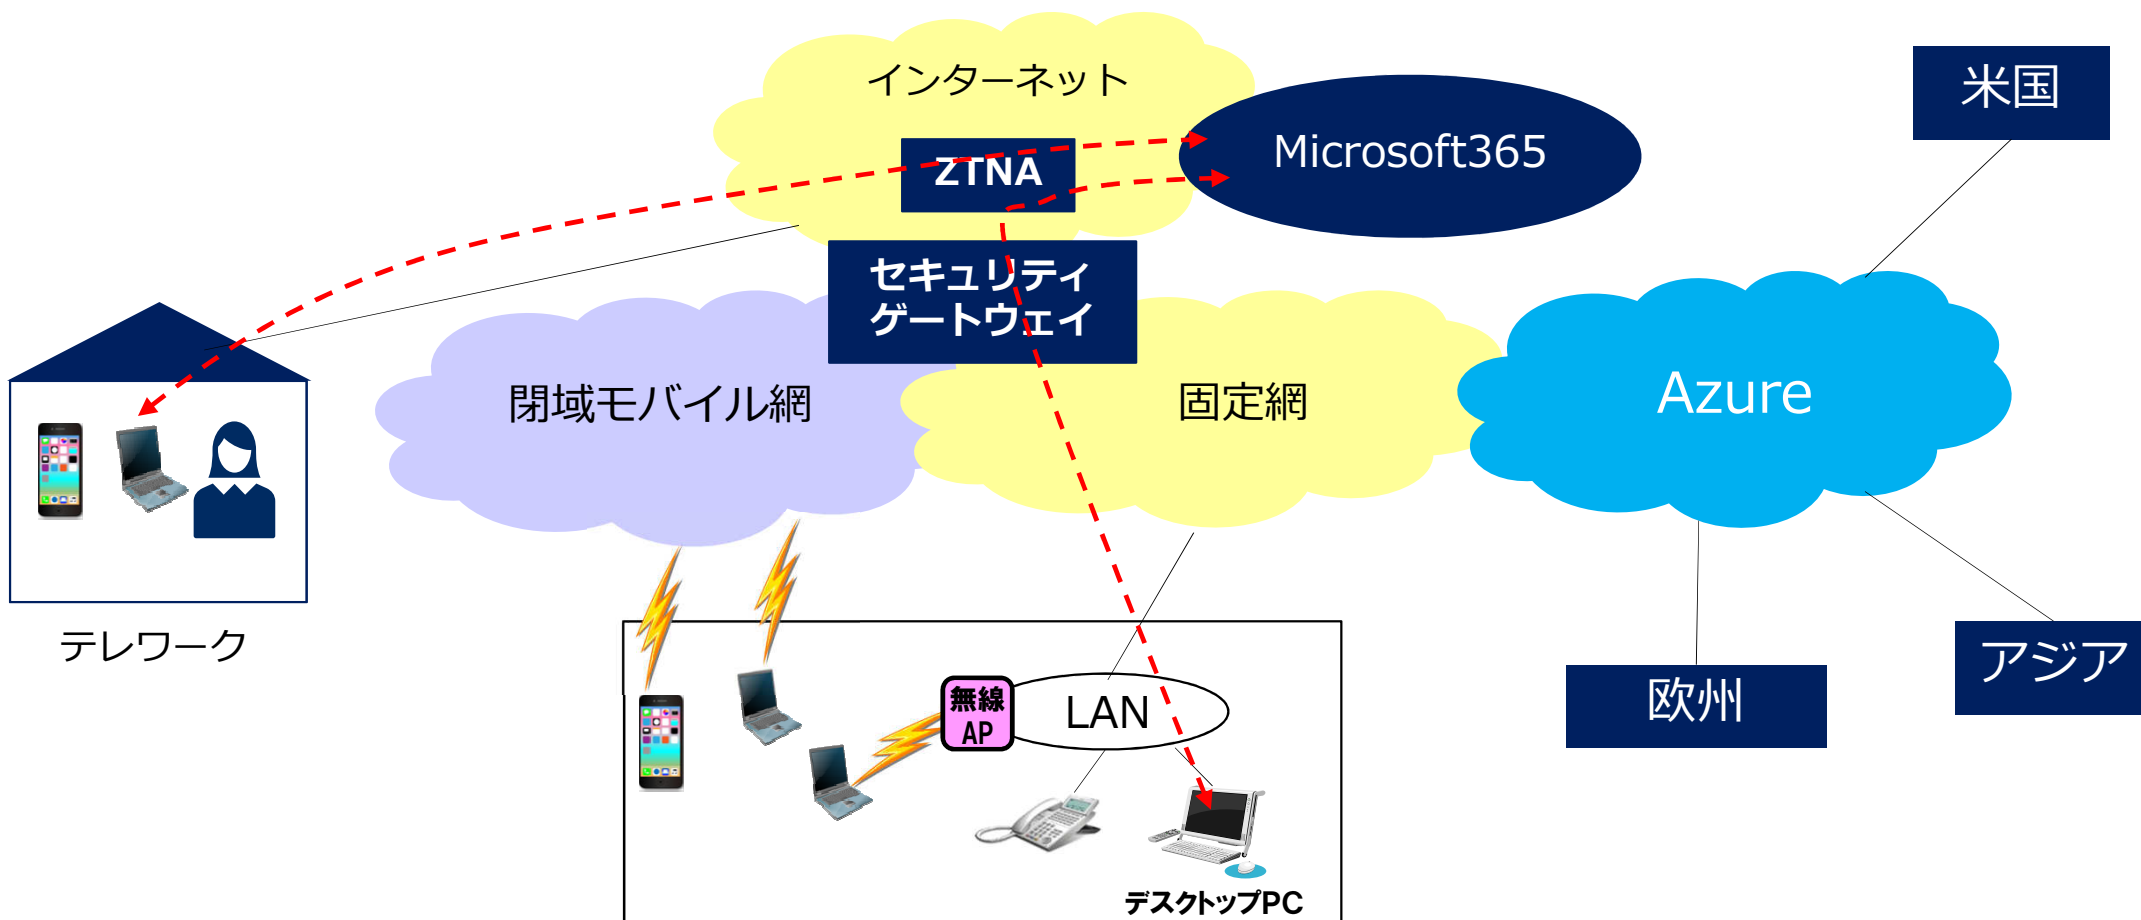 インターネット
米国
Microsoft365
ZTNA
セキュリティ
ゲートウェイ
閉域モバイル網
固定網
Azure
テレワーク
無線
AP
LAN
欧州
アジア
デスクトップPC